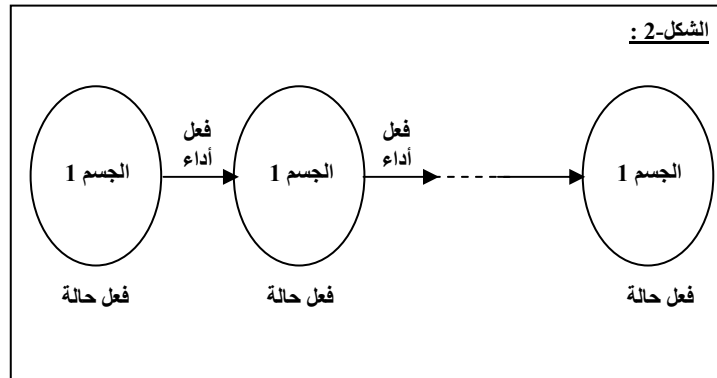 الشكل-2 :
فعل
أداء
فعل
أداء
الجسم 1
الجسم 1
الجسم 1
فعل حالة
فعل حالة
فعل حالة